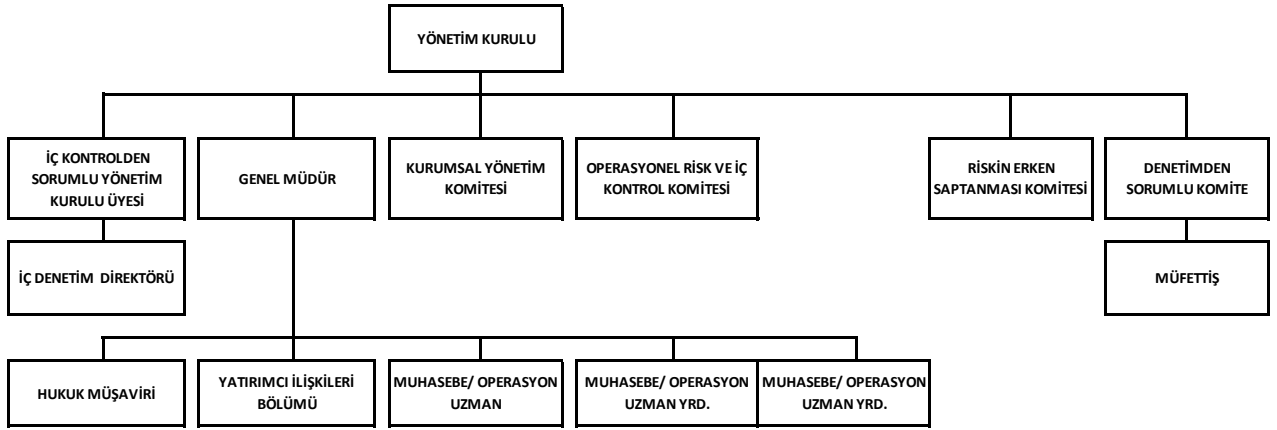 YÖNETİM KURULU
İÇ KONTROLDEN
SORUMLU YÖNETİM
KURULU ÜYESİ
GENEL MÜDÜR
KURUMSAL YÖNETİM
KOMİTESİ
OPERASYONEL RİSK VE İÇ
KONTROL KOMİTESİ
RİSKİN ERKEN
SAPTANMASI KOMİTESİ
DENETİMDEN
SORUMLU KOMİTE
İÇ DENETİM DİREKTÖRÜ
MÜFETTİŞ
HUKUK MÜŞAVİRİ
YATIRIMCI İLİŞKİLERİ
BÖLÜMÜ
MUHASEBE/ OPERASYON
UZMAN
MUHASEBE/ OPERASYON
UZMAN YRD.
MUHASEBE/ OPERASYON
UZMAN YRD.